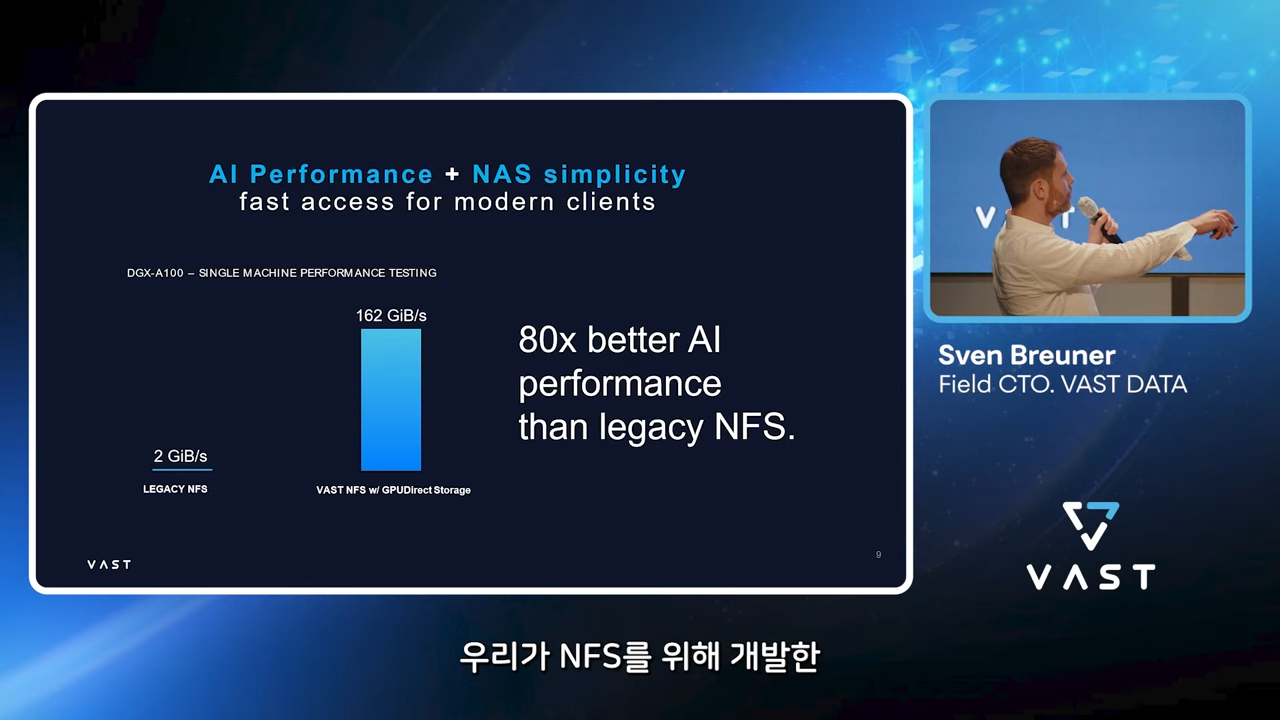 AI Performance + NAS simplicity
fast access for modern clients
DGX-A100 – SINGLE MACHINE PERFORMANCE TESTING
162 GiB/s
2 GiB/s
LEGACY NFS
VAST NFS w/ GPUDirect Storage
80x better AI
performance
than legacy NFS.
VAST
9
V T
Sven Breuner
Field CTO. VAST DATA
VAST
우리가 NFS를 위해 개발한